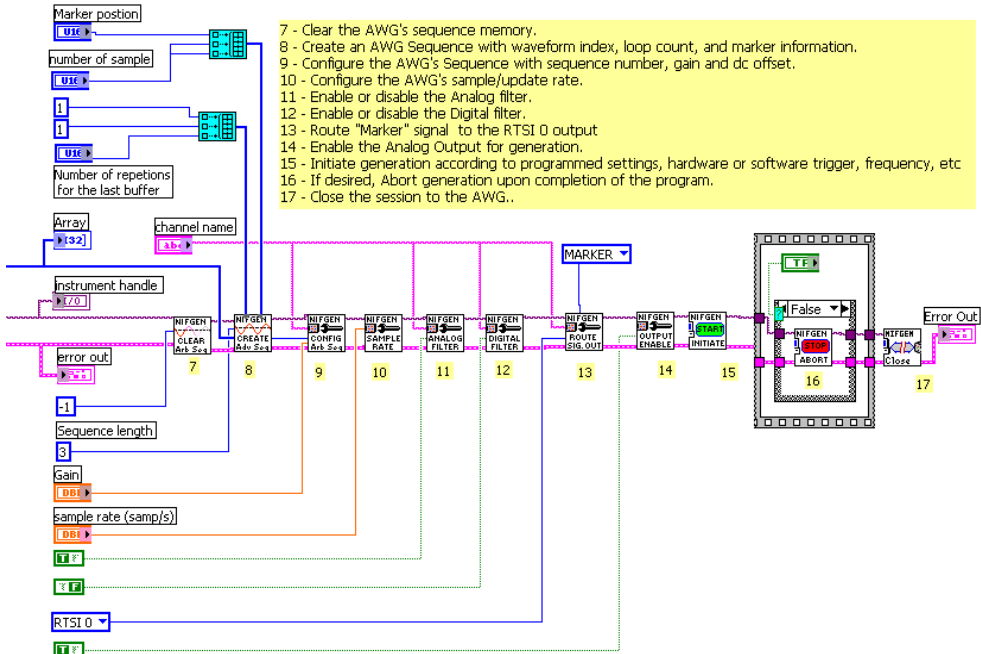 Marker postion
U16
number of sample
U16
1
1
U16
Number of repetions
for the last buffer
7 - Clear the AWG's sequence memory.
8 - Create an AWG Sequence with waveform index, loop count, and marker information.
9 - Configure the AWG's Sequence with sequence number, gain and dc offset.
10 - Configure the AWG's sample/update rate.
11 - Enable or disable the Analog filter.
12 - Enable or disable the Digital filter.
13 - Route "Marker" signal  to the RTSI 0 output
14 - Enable the Analog Output for generation.
15 - Initiate generation according to programmed settings, hardware or software trigger, frequency, etc
16 - If desired, Abort generation upon completion of the program.
17 - Close the session to the AWG..
Array
[32]
channel name
abc
MARKER
TF
instrument handle
I/O
False
Error Out
NIFGEN
CLEAR
Arb Seq
7
NIFGEN
CREATE
Adv Seq
8
NIFGEN
CONFIG
Arb Seq
9
NIFGEN
SAMPLE
RATE
10
NIFGEN
ANALOG
FILTER
11
NIFGEN
DIGITAL
FILTER
12
NIFGEN
ROUTE
SIG.OUT
13
NIFGEN
OUTPUT
ENABLE
14
NIFGEN
START
INITIATE
15
NIFGEN
STOP
ABORT
16
NIFGEN
Close
17
error out
-1
Sequence length
3
Gain
DBL
sample rate (samp/s)
DBL
T F
T F
RTSI 0
T F